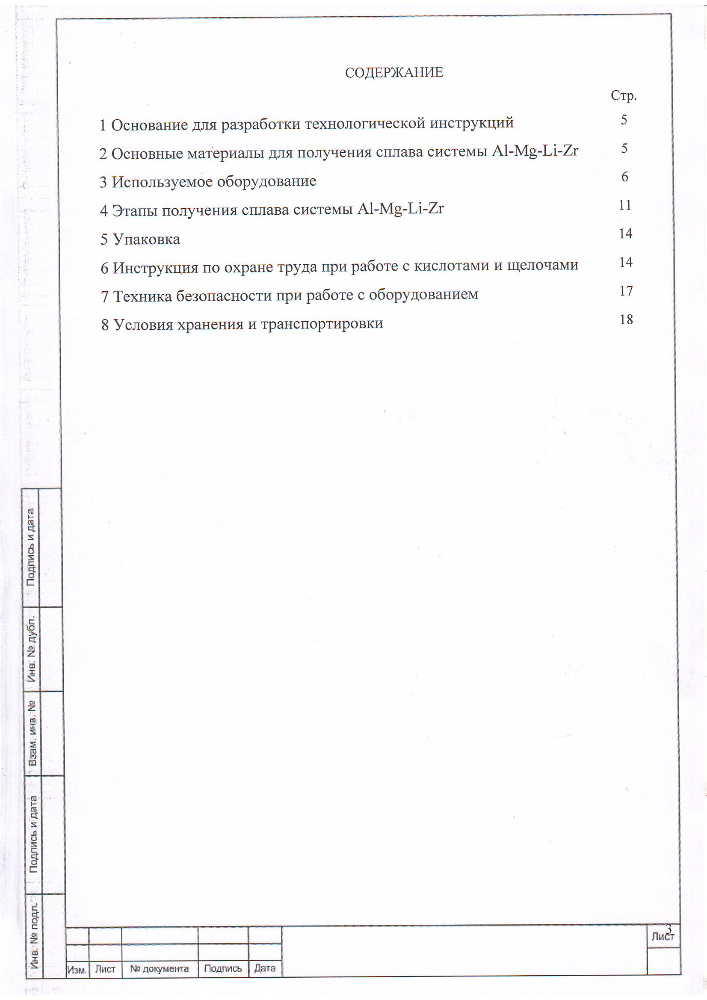 СОДЕРЖАНИЕ
Стр.
1 Основание для разработки технологической инструкций 5
2 Основные материалы для получения сплава системы Al-Mg-Li-Zr 5
3 Используемое оборудование 6
4 Этапы получения сплава системы Al-Mg-Li-Zr 11
5 Упаковка 14
6 Инструкция по охране труда при работе с кислотами и щелочами 14
7 Техника безопасности при работе с оборудованием 17
8 Условия хранения и транспортировки 18
Подпись и дата
Инв. № дубл.
Взам. инв. №
Подпись и дата
Инв. № подл.
3
Лист
Изм. Лист № документа Подпись Дата